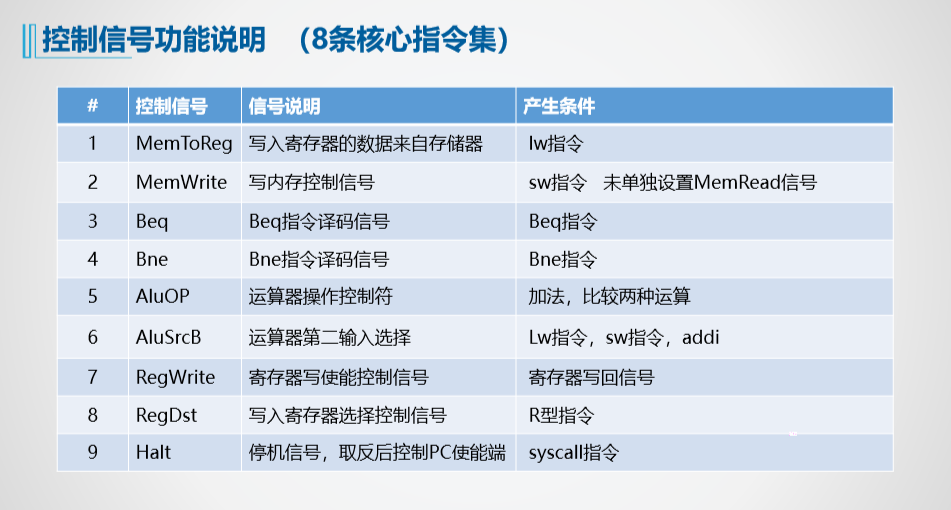 控制信号功能说明 （8条核心指令集）
# 控制信号 信号说明 产生条件
1 MemToReg 写入寄存器的数据来自存储器 lw指令
2 MemWrite 写内存控制信号 sw指令 未单独设置MemRead信号
3 Beq Beq指令译码信号 Beq指令
4 Bne Bne指令译码信号 Bne指令
5 AluOP 运算器操作控制符 加法，比较两种运算
6 AluSrcB 运算器第二输入选择 Lw指令，sw指令，addi
7 RegWrite 寄存器写使能控制信号 寄存器写回信号
8 RegDst 写入寄存器选择控制信号 R型指令
9 Halt 停机信号，取反后控制PC使能端 syscall指令